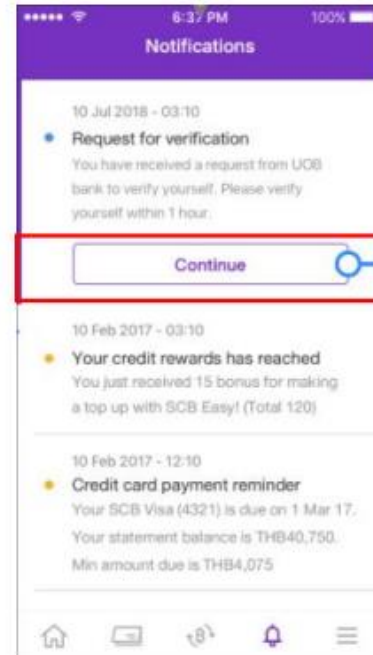 6:37 PM
100%
Notifications
10 Jul 2018 - 03:10
Request for verification
You have received a request from UOB
bank to verify yourself. Please verify
yourself within 1 hour.
Continue
10 Feb 2017 - 03:10
Your credit rewards has reached
You just received 15 bonus for making
a top up with SCB Easy! (Total 120)
10 Feb 2017 - 12:10
Credit card payment reminder
Your SCB Visa (4321) is due on 1 Mar 17.
Your statement balance is THB40,750.
Min amount due is THB4,075